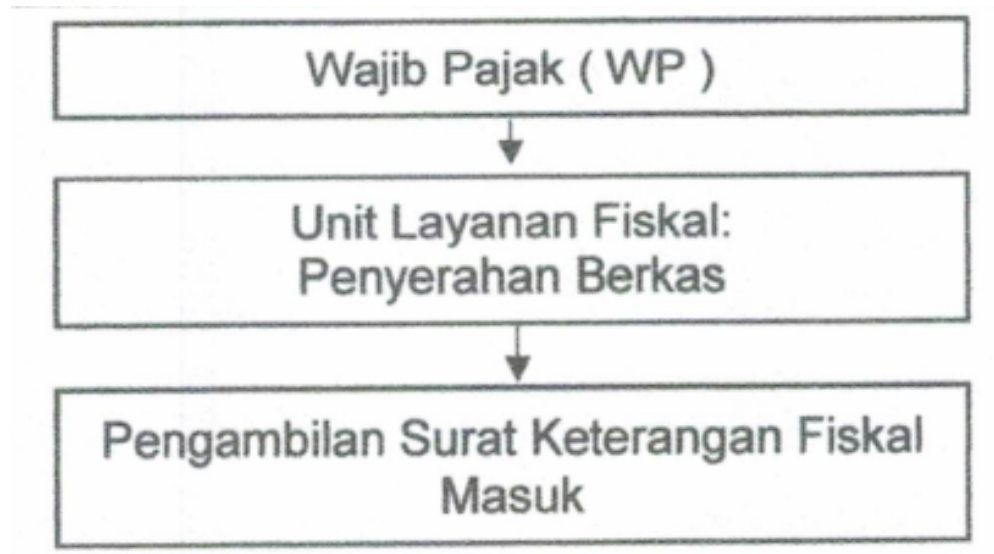 Wajib Pajak ( WP )
Unit Layanan Fiskal:
Penyerahan Berkas
Pengambilan Surat Keterangan Fiskal
Masuk